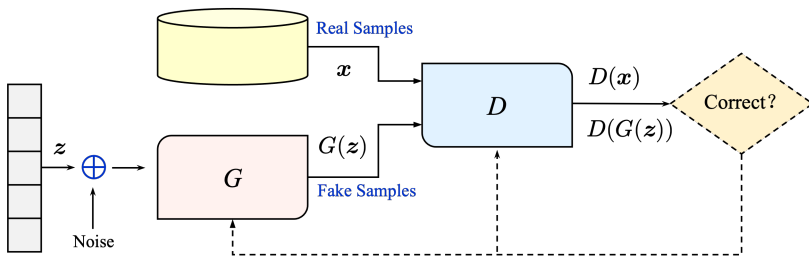 Real Samples
x
z
Noise
G
G(z)
Fake Samples
D
D(x)
D(G(z))
Correct?